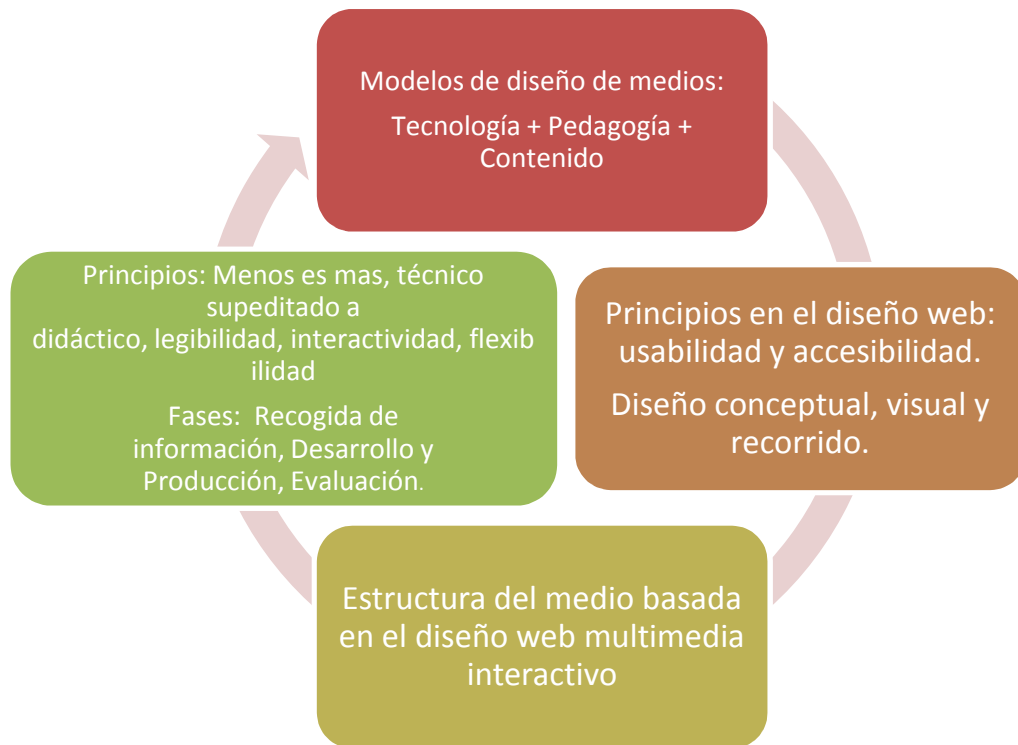 Modelos de diseño de medios:
Tecnología + Pedagogía +
Contenido
Principios en el diseño web:
usabilidad y accesibilidad.
Diseño conceptual, visual y
recorrido.
Estructura del medio basada
en el diseño web multimedia
interactivo
Principios: Menos es mas, técnico
supeditado a
didáctico, legibilidad, interactividad, flexib
ilidad
Fases: Recogida de
información, Desarrollo y
Producción, Evaluación.